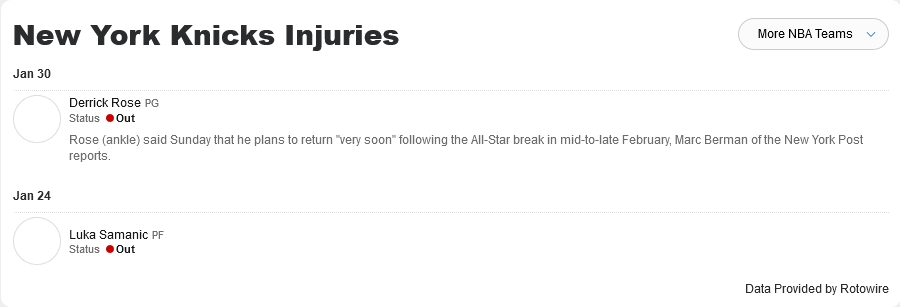 New York Knicks Injuries
More NBA Teams
Jan 30
Derrick Rose PG
Status Out
Rose (ankle) said Sunday that he plans to return "very soon" following the All-Star break in mid-to-late February, Marc Berman of the New York Post
reports.
Jan 24
Luka Samanic PF
Status Out
Data Provided by Rotowire